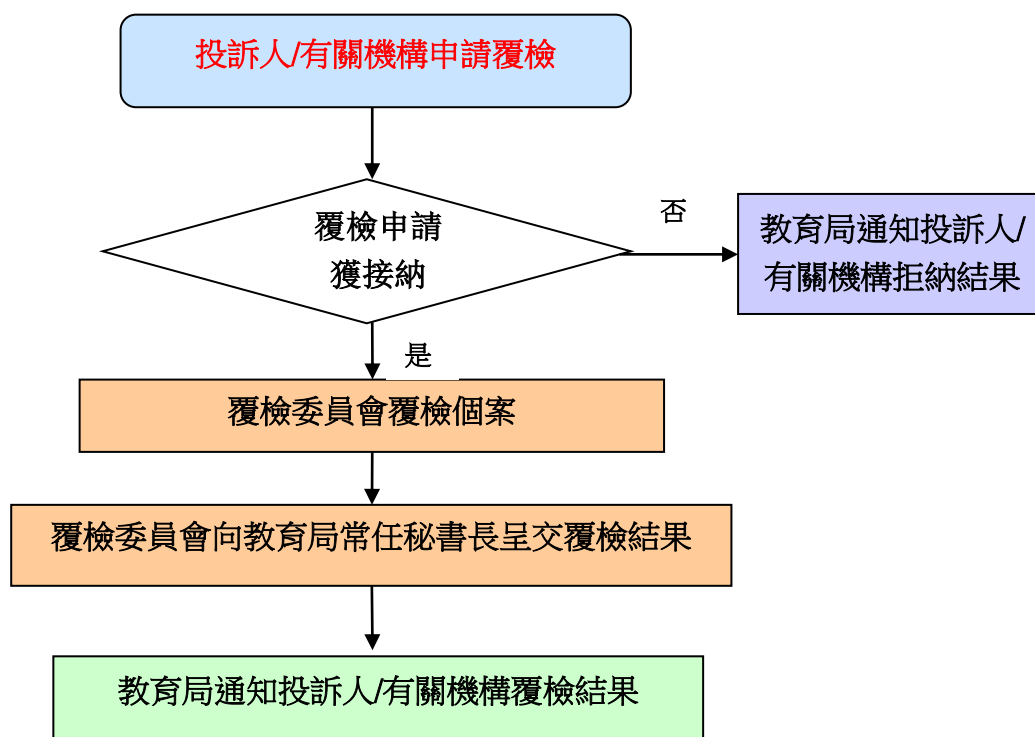 投訴人/有關機構申請覆檢
覆檢申請
獲接納
否
教育局通知投訴人/
有關機構拒納結果
是
覆檢委員會覆檢個案
覆檢委員會向教育局常任秘書長呈交覆檢結果
教育局通知投訴人/有關機構覆檢結果